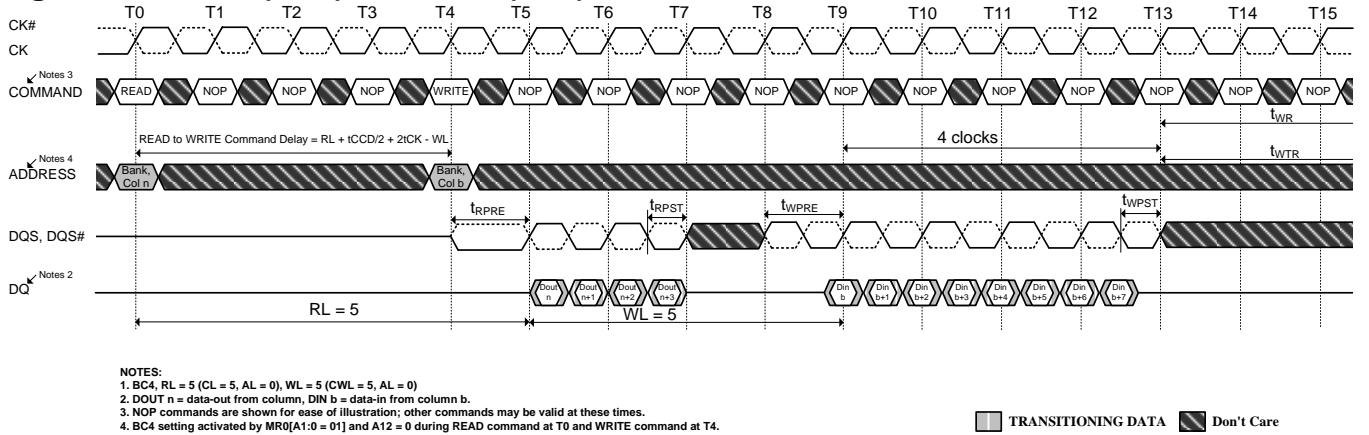 T0 T1 T2 T3 T4 T5 T6 T7 T8 T9 T10 T11 T12 T13 T14 T15
CK#
CK
Notes 3
COMMAND READ NOP NOP NOP WRITE NOP NOP NOP NOP NOP NOP NOP NOP NOP NOP NOP
READ to WRITE Command Delay = RL + tCCD/2 + 2tCK - WL
4 clocks
tWR
tWTR
Notes 4
ADDRESS
Bank,
Col n
Bank,
Col b
tRPRE tRPST tWPRE tWPST
DQS, DQS#
Notes 2
DQ
Dout
n
Dout
n+1
Dout
n+2
Dout
n+3
Din
b
Din
b+1
Din
b+2
Din
b+3
Din
b+4
Din
b+5
Din
b+6
Din
b+7
RL = 5 WL = 5
NOTES:
1. BC4, RL = 5 (CL = 5, AL = 0), WL = 5 (CWL = 5, AL = 0)
2. DOUT n = data-out from column, DIN b = data-in from column b.
3. NOP commands are shown for ease of illustration; other commands may be valid at these times.
4. BC4 setting activated by MR0[A1:0 = 01] and A12 = 0 during READ command at T0 and WRITE command at T4.
TRANSITIONING DATA Don't Care